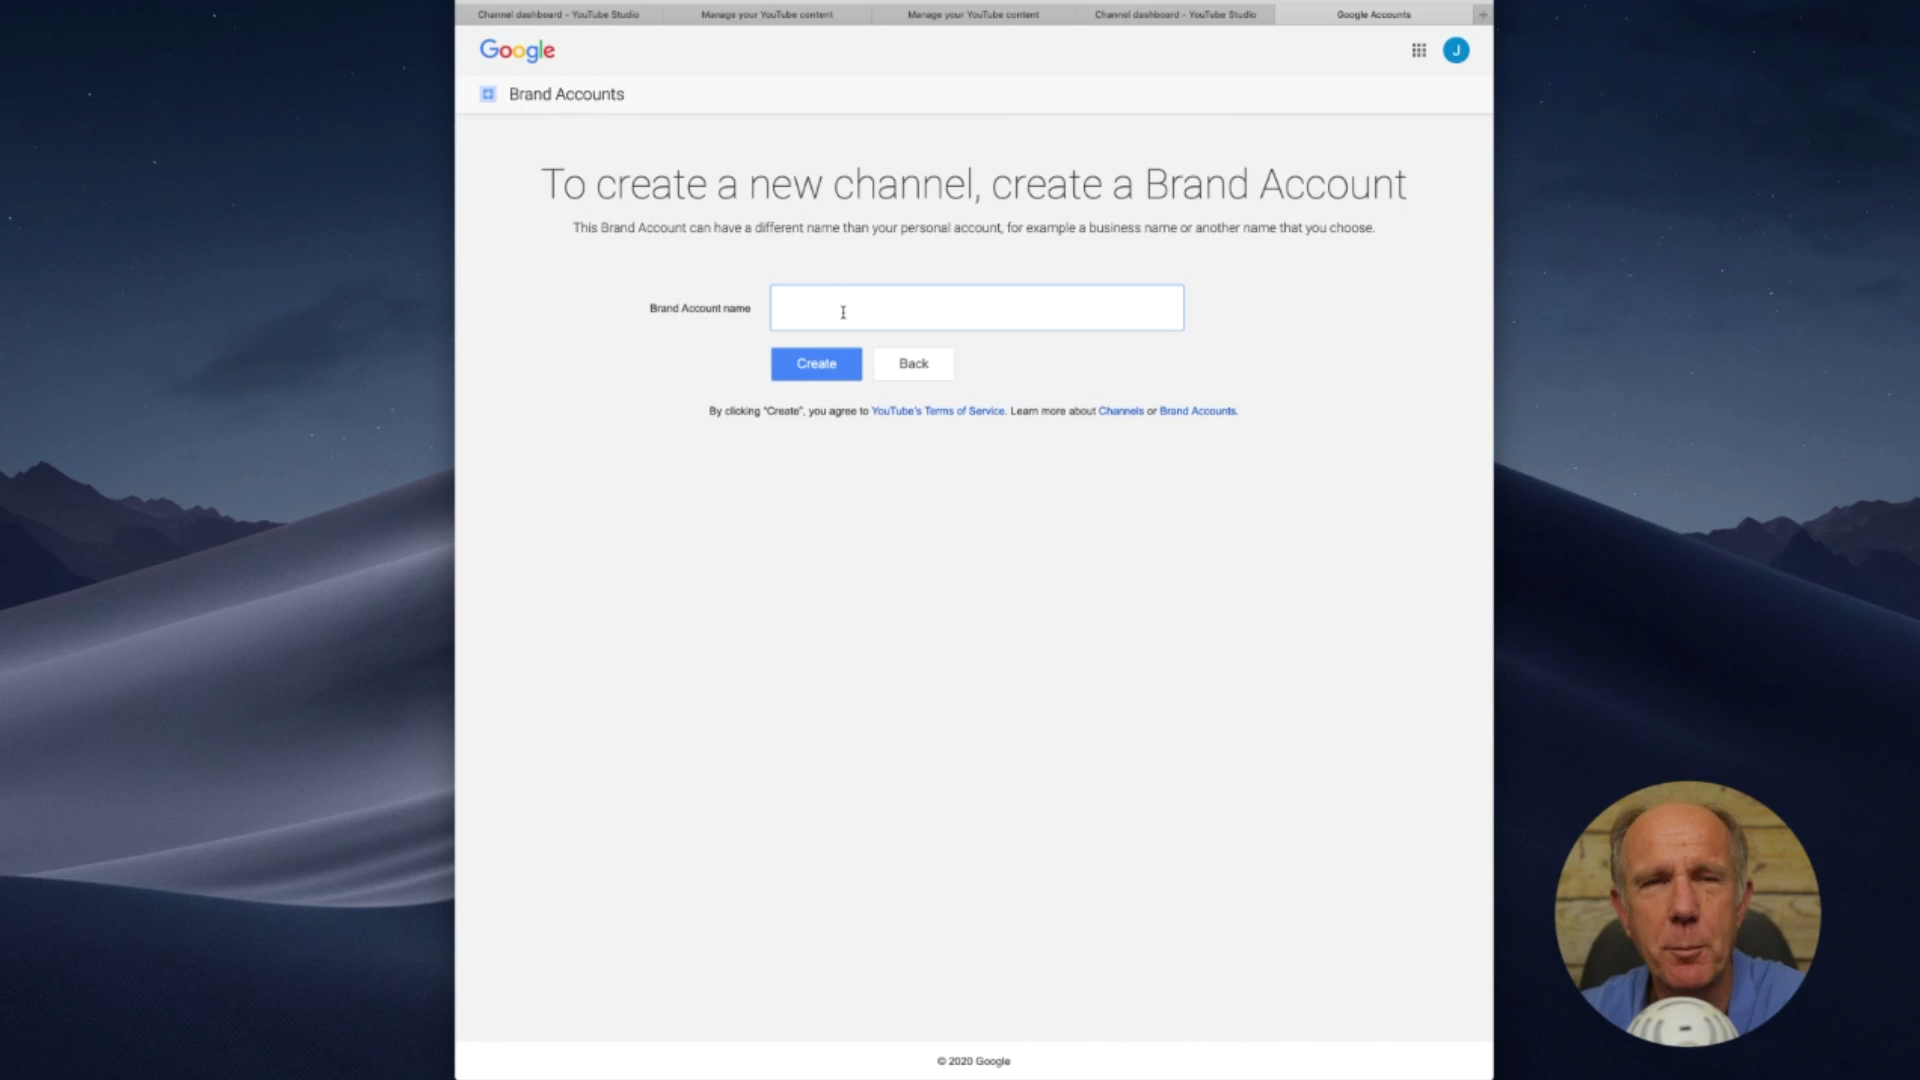 Channel dashboard - YouTube Studio
Manage your YouTube content
Manage your YouTube content
Channel dashboard - YouTube Studio
Google Accounts
+
Google
J
Brand Accounts
To create a new channel, create a Brand Account
This Brand Account can have a different name than your personal account, for example a business name or another name that you choose.
Brand Account name
Create
Back
By clicking "Create", you agree to YouTube's Terms of Service. Learn more about Channels or Brand Accounts.
© 2020 Google